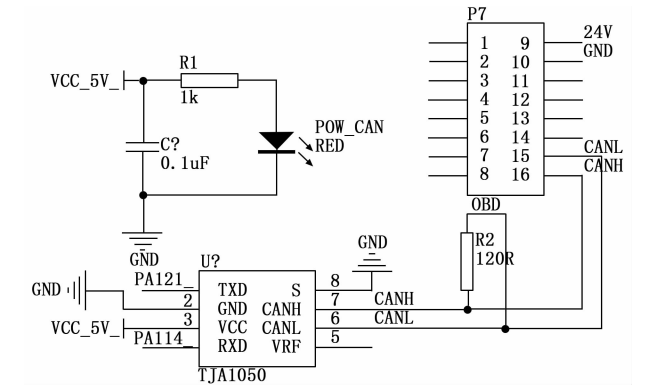 P7
1 9 24V
2 10 GND
3 11
4 12
5 13
6 14
7 15 CANL
8 16 CANH
OBD
R1
VCC_5V_
1k
POW_CAN
RED
C?
0.1uF
GND
R2
120R
GND
U?
PA121_ TXD S 8
GND 2 GND CANH 7 CANH
VCC_5V_ 3 VCC CANL 6 CANL
PA114_ RXD VRF 5
TJA1050